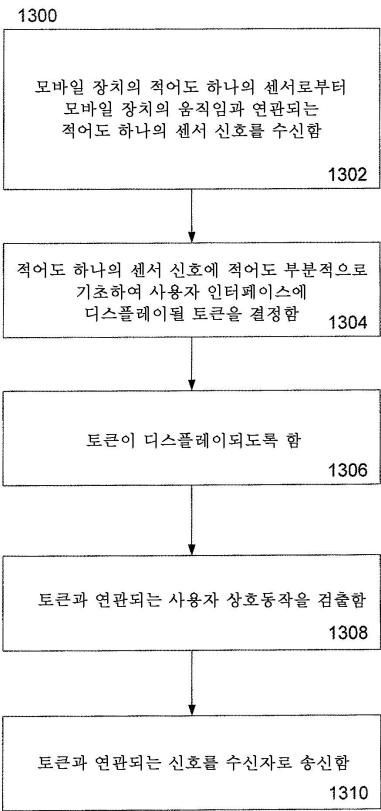 1300
모바일 장치의 적어도 하나의 센서로부터
모바일 장치의 움직임과 연관되는
적어도 하나의 센서 신호를 수신함
1302
적어도 하나의 센서 신호에 적어도 부분적으로
기초하여 사용자 인터페이스에
디스플레이될 토큰을 결정함
1304
토큰이 디스플레이되도록 함
1306
토큰과 연관되는 사용자 상호동작을 검출함
1308
토큰과 연관되는 신호를 수신자로 송신함
1310